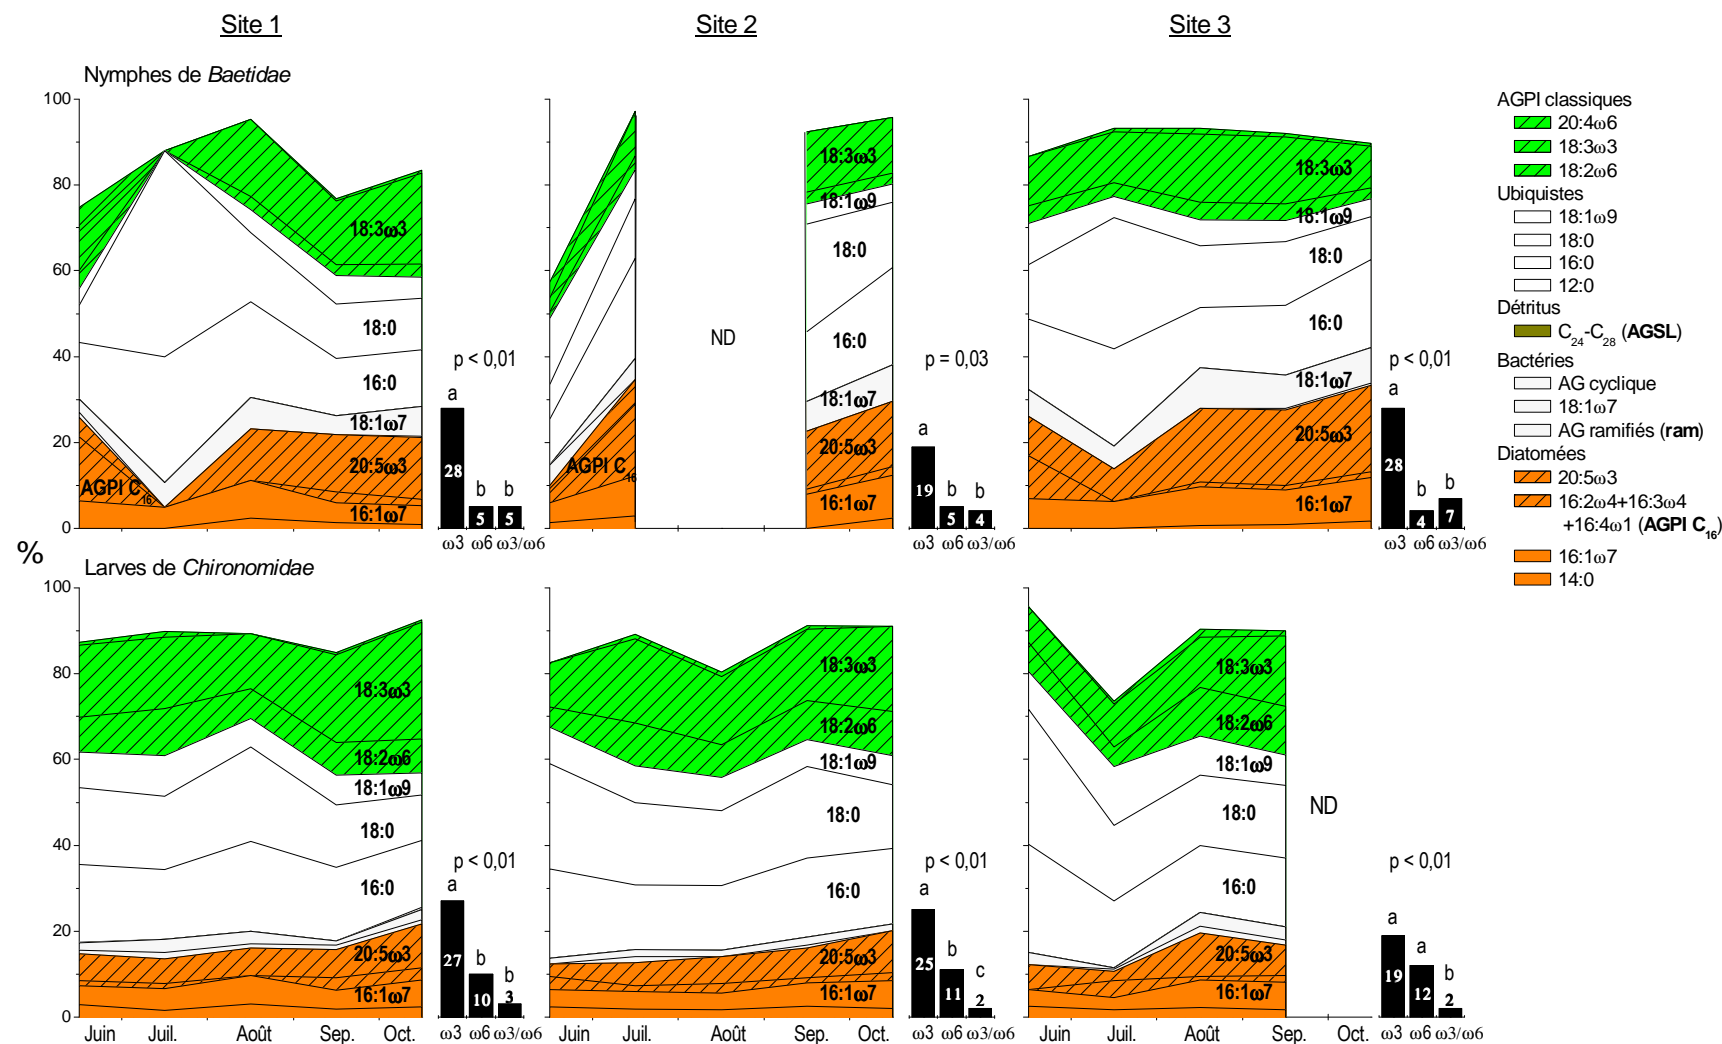 Site 1
Site 2
Site 3
Nymphes de Baetidae
100
80
60
40
20
0
18:3ω3
18:0
16:0
18:1ω7
20:5ω3
AGPI C16
16:1ω7
p < 0,01
a
28
b
5
b
5
ω3 ω6 ω3/ω6
AGPI C16
ND
18:3ω3
18:1ω9
18:0
16:0
18:1ω7
20:5ω3
16:1ω7
p = 0,03
a
19
b
5
b
4
ω3 ω6 ω3/ω6
18:3ω3
18:1ω9
18:0
16:0
18:1ω7
20:5ω3
16:1ω7
p < 0,01
a
28
b
4
b
7
ω3 ω6 ω3/ω6
AGPI classiques
20:4ω6
18:3ω3
18:2ω6
Ubiquistes
18:1ω9
18:0
16:0
12:0
Détritus
C24-C28 (AGSL)
Bactéries
AG cyclique
18:1ω7
AG ramifiés (ram)
Diatomées
20:5ω3
16:2ω4+16:3ω4
+16:4ω1 (AGPI C16)
16:1ω7
14:0
%
Larves de Chironomidae
100
80
60
40
20
0
18:3ω3
18:2ω6
18:1ω9
18:0
16:0
20:5ω3
16:1ω7
Juin Juil. Août Sep. Oct.
p < 0,01
a
27
b
10
b
3
ω3 ω6 ω3/ω6
18:3ω3
18:2ω6
18:1ω9
18:0
16:0
20:5ω3
16:1ω7
Juin Juil. Août Sep. Oct.
p < 0,01
a
25
b
11
c
2
ω3 ω6 ω3/ω6
18:3ω3
18:2ω6
18:1ω9
18:0
16:0
20:5ω3
16:1ω7
ND
Juin Juil. Août Sep. Oct.
p < 0,01
a
19
a
12
b
2
ω3 ω6 ω3/ω6